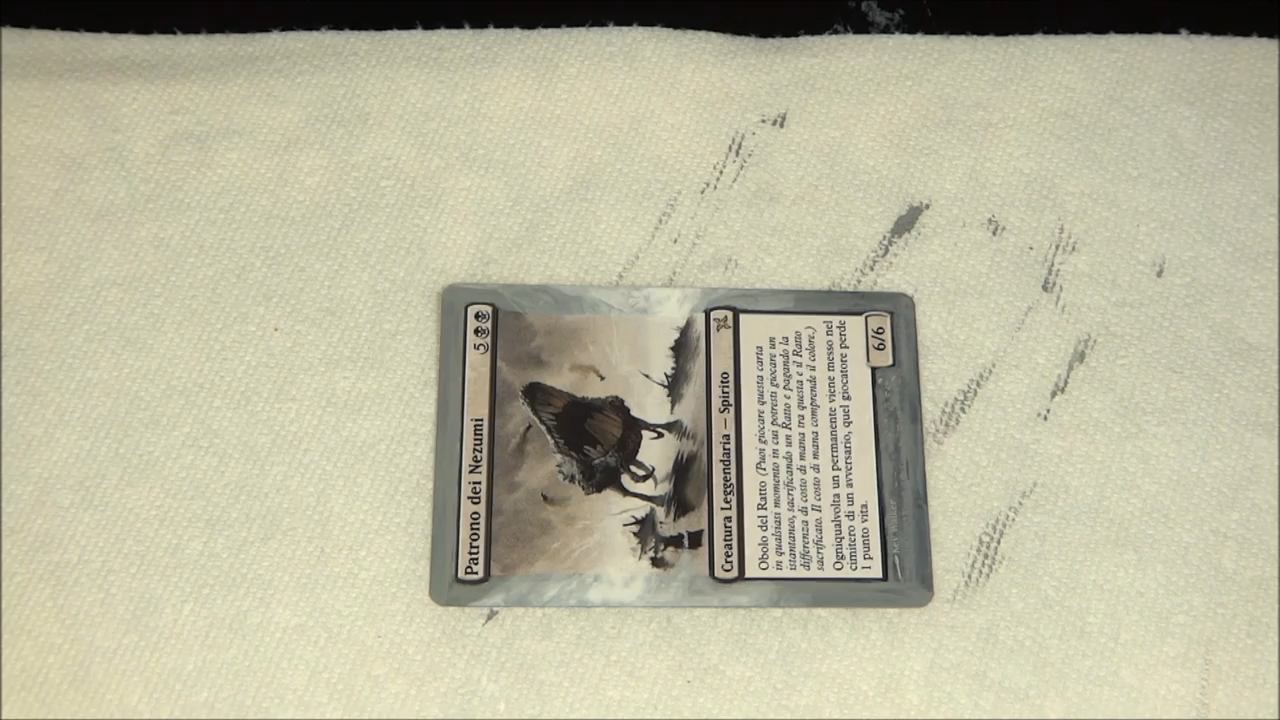 Patrono dei Nezumi 5
Creatura Leggendaria — Spirito
Obolo del Ratto (Puoi giocare questa carta
in qualsiasi momento in cui potresti giocare un
istantaneo, sacrificando un Ratto e pagando la
differenza di costo di mana tra questa e il Ratto
sacrificato. Il costo di mana comprende il colore.)
Ogniqualvolta un permanente viene messo nel
cimitero di un avversario, quel giocatore perde
1 punto vita.
6/6